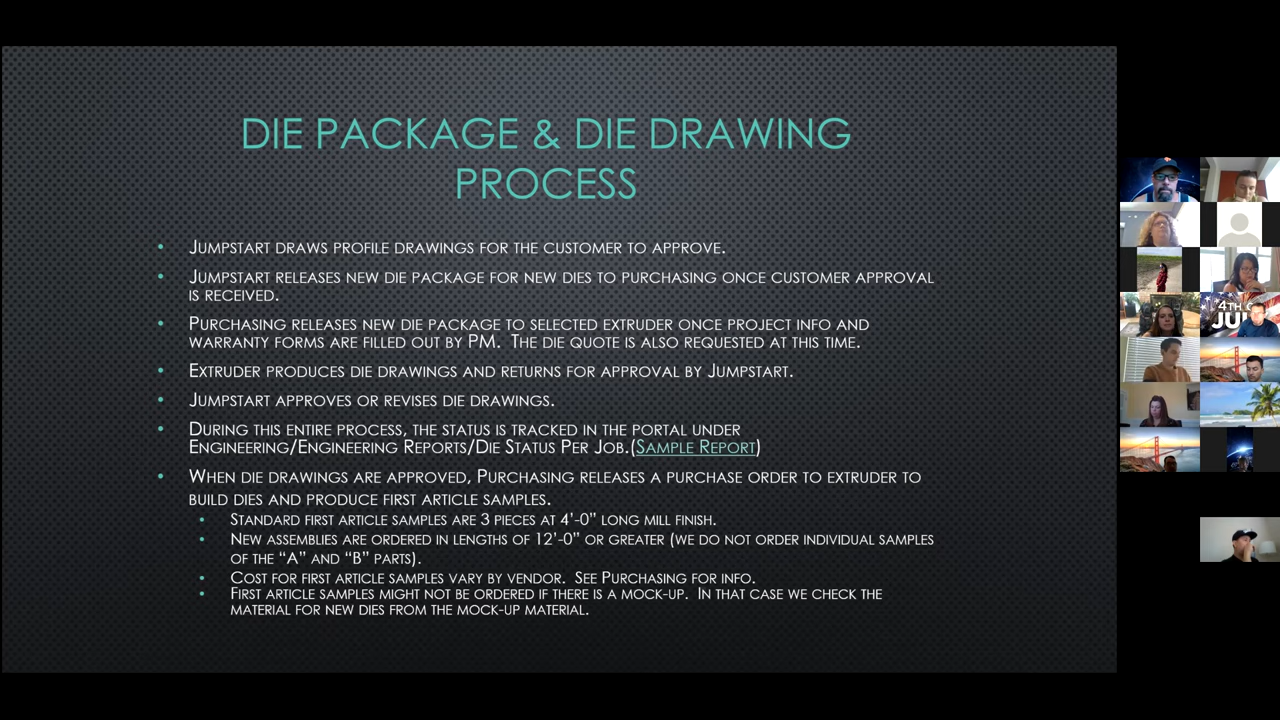 DIE PACKAGE & DIE DRAWING
PROCESS
• JUMPSTART DRAWS PROFILE DRAWINGS FOR THE CUSTOMER TO APPROVE.
• JUMPSTART RELEASES NEW DIE PACKAGE FOR NEW DIES TO PURCHASING ONCE CUSTOMER APPROVAL
IS RECEIVED.
• PURCHASING RELEASES NEW DIE PACKAGE TO SELECTED EXTRUDER ONCE PROJECT INFO AND
WARRANTY FORMS ARE FILLED OUT BY PM. THE DIE QUOTE IS ALSO REQUESTED AT THIS TIME.
• EXTRUDER PRODUCES DIE DRAWINGS AND RETURNS FOR APPROVAL BY JUMPSTART.
• JUMPSTART APPROVES OR REVISES DIE DRAWINGS.
• DURING THIS ENTIRE PROCESS, THE STATUS IS TRACKED IN THE PORTAL UNDER
ENGINEERING/ENGINEERING REPORTS/DIE STATUS PER JOB.(SAMPLE REPORT)
• WHEN DIE DRAWINGS ARE APPROVED, PURCHASING RELEASES A PURCHASE ORDER TO EXTRUDER TO
BUILD DIES AND PRODUCE FIRST ARTICLE SAMPLES.
• STANDARD FIRST ARTICLE SAMPLES ARE 3 PIECES AT 4'-0" LONG MILL FINISH.
• NEW ASSEMBLIES ARE ORDERED IN LENGTHS OF 12'-0" OR GREATER (WE DO NOT ORDER INDIVIDUAL SAMPLES
OF THE "A" AND "B" PARTS).
• COST FOR FIRST ARTICLE SAMPLES VARY BY VENDOR. SEE PURCHASING FOR INFO.
• FIRST ARTICLE SAMPLES MIGHT NOT BE ORDERED IF THERE IS A MOCK-UP. IN THAT CASE WE CHECK THE
MATERIAL FOR NEW DIES FROM THE MOCK-UP MATERIAL.
4TH
JU